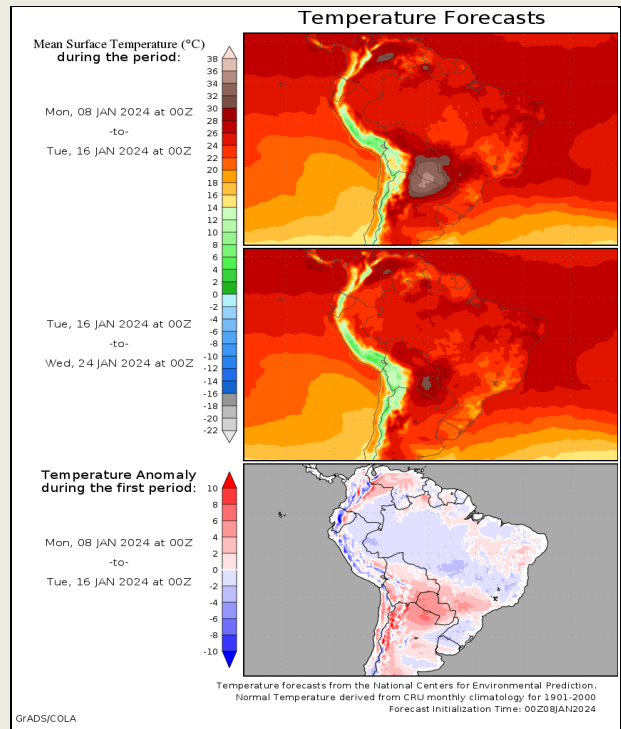 Temperature Forecasts
Mean Surface Temperature (°C)
during the period:
Mon, 08 JAN 2024 at 00Z
-to-
Tue, 16 JAN 2024 at 00Z
38
36
34
32
30
28
26
24
22
20
18
16
14
12
10
8
6
4
2
0
-2
-4
-6
-8
-10
-12
-14
-16
-18
-20
-22
Tue, 16 JAN 2024 at 00Z
-to-
Wed, 24 JAN 2024 at 00Z
Temperature Anomaly
during the first period:
Mon, 08 JAN 2024 at 00Z
-to-
Tue, 16 JAN 2024 at 00Z
10
8
6
4
2
0
-2
-4
-6
-8
-10
Temperature forecasts from the National Centers for Environmental Prediction.
Normal Temperature derived from CRU monthly climatology for 1901-2000
Forecast Initialization Time: 00Z08JAN2024
GrADS/COLA